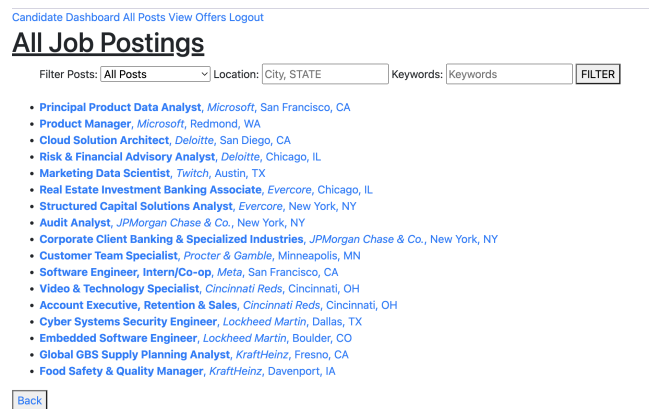 Candidate Dashboard All Posts View Offers Logout
All Job Postings
Filter Posts: All Posts Location: City, STATE Keywords: Keywords FILTER
Principal Product Data Analyst, Microsoft, San Francisco, CA
Product Manager, Microsoft, Redmond, WA
Cloud Solution Architect, Deloitte, San Diego, CA
Risk & Financial Advisory Analyst, Deloitte, Chicago, IL
Marketing Data Scientist, Twitch, Austin, TX
Real Estate Investment Banking Associate, Evercore, Chicago, IL
Structured Capital Solutions Analyst, Evercore, New York, NY
Audit Analyst, JPMorgan Chase & Co., New York, NY
Corporate Client Banking & Specialized Industries, JPMorgan Chase & Co., New York, NY
Customer Team Specialist, Procter & Gamble, Minneapolis, MN
Software Engineer, Intern/Co-op, Meta, San Francisco, CA
Video & Technology Specialist, Cincinnati Reds, Cincinnati, OH
Account Executive, Retention & Sales, Cincinnati Reds, Cincinnati, OH
Cyber Systems Security Engineer, Lockheed Martin, Dallas, TX
Embedded Software Engineer, Lockheed Martin, Boulder, CO
Global GBS Supply Planning Analyst, KraftHeinz, Fresno, CA
Food Safety & Quality Manager, KraftHeinz, Davenport, IA
Back